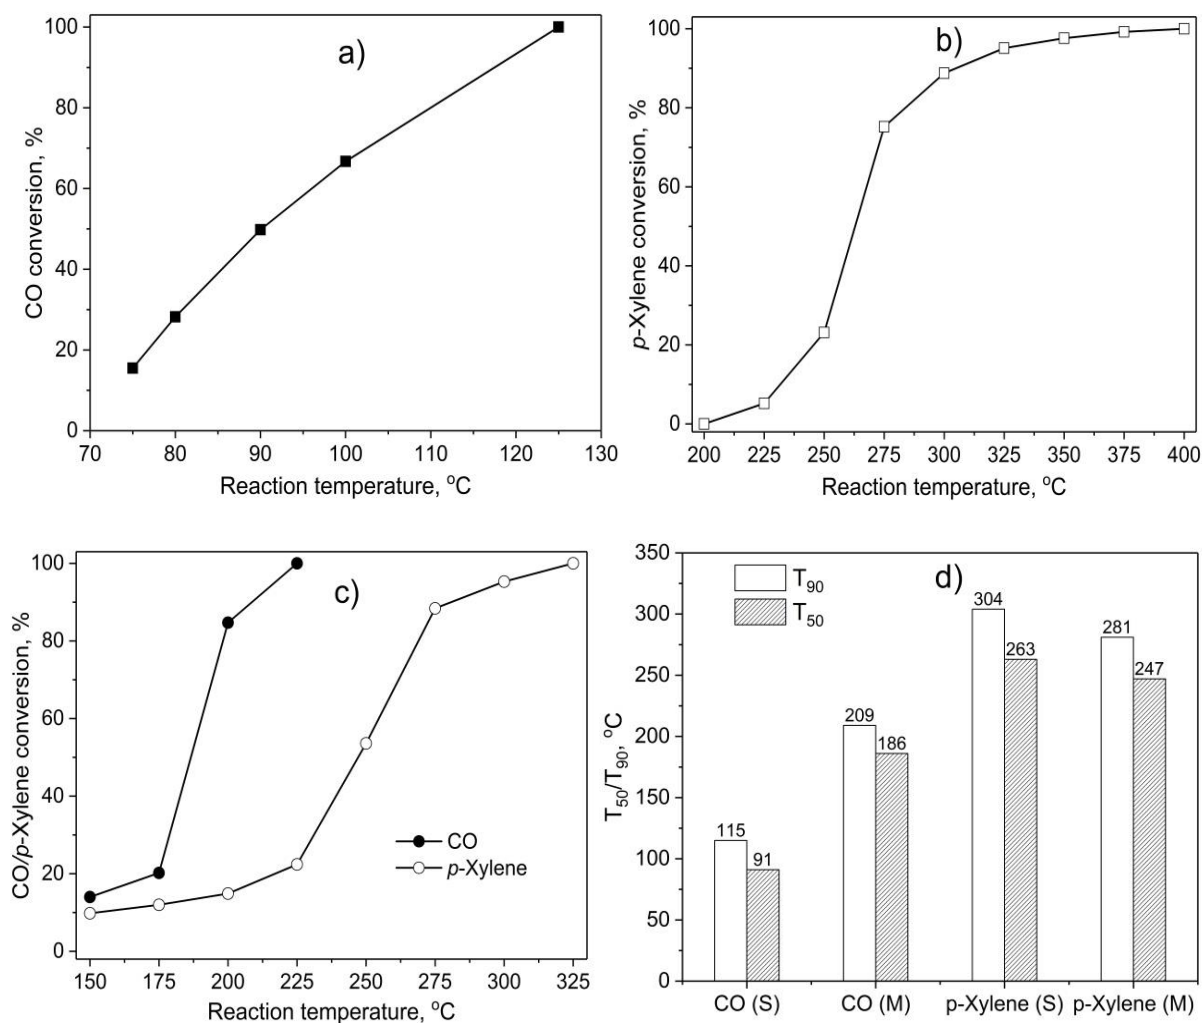 a)
100
80
60
40
20
0
CO conversion, %
70 80 90 100 110 120 130
Reaction temperature, °C
b)
100
80
60
40
20
0
p-Xylene conversion, %
200 225 250 275 300 325 350 375 400
Reaction temperature, °C
c)
100
80
60
40
20
0
CO/p-Xylene conversion, %
CO
p-Xylene
150 175 200 225 250 275 300 325
Reaction temperature, °C
d)
350
300
250
200
150
100
50
0
T50/T90, °C
T90
T50
115
91
209
186
304
263
281
247
CO (S) CO (M) p-Xylene (S) p-Xylene (M)